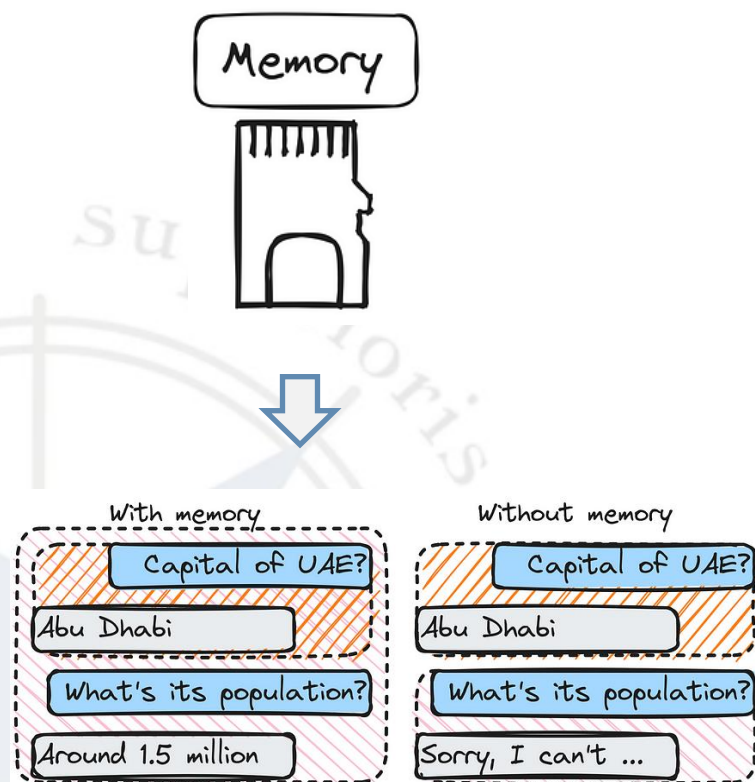 Memory
With memory
Capital of UAE?
Abu Dhabi
What's its population?
Around 1.5 million
Without memory
Capital of UAE?
Abu Dhabi
What's its population?
Sorry, I can't ...